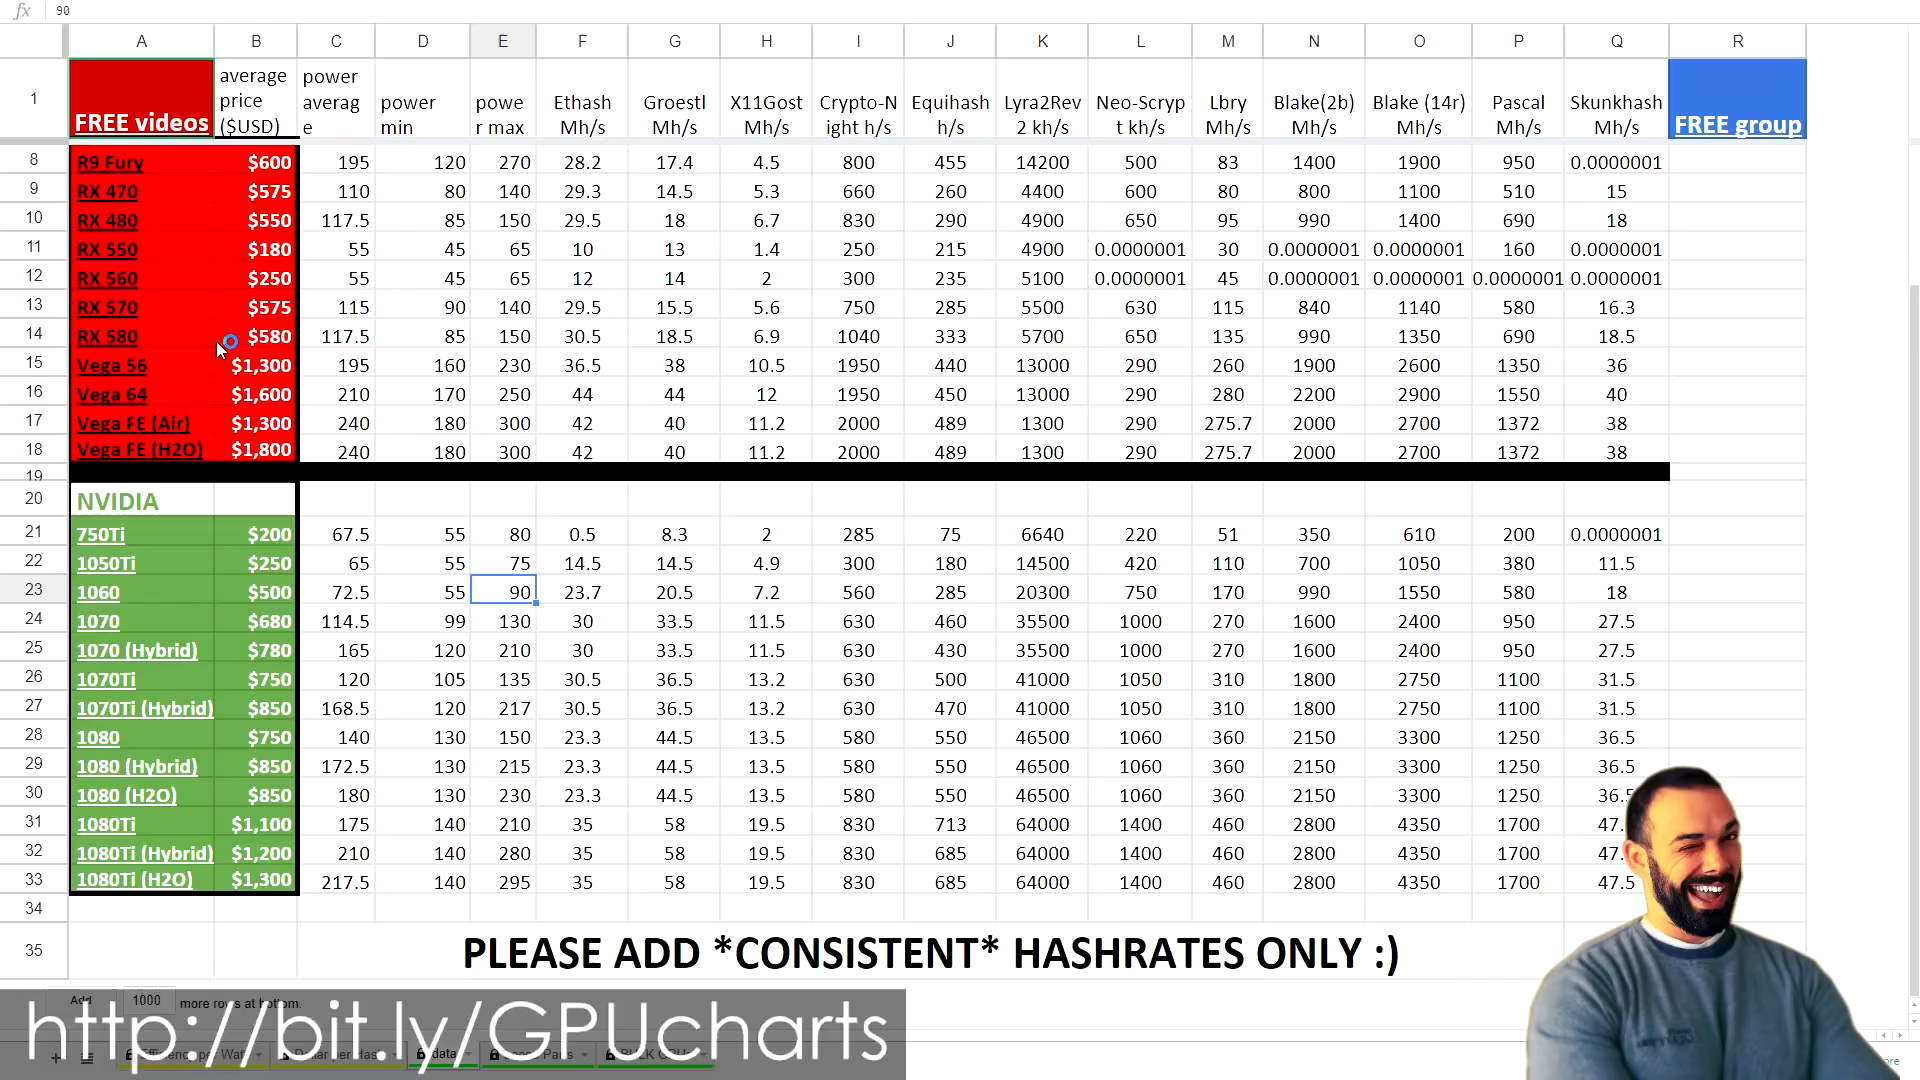 fx 90
A B C D E F G H I J K L M N O P Q R
1 FREE videos average price ($USD) power average power min power max Ethash Mh/s Groestl Mh/s X11Gost Mh/s Crypto-Night h/s Equihash h/s Lyra2Rev2 kh/s Neo-Scrypt kh/s Lbry Mh/s Blake(2b) Mh/s Blake (14r) Mh/s Pascal Mh/s Skunkhash Mh/s FREE group
8 R9 Fury $600 195 120 270 28.2 17.4 4.5 800 455 14200 500 83 1400 1900 950 0.0000001
9 RX 470 $575 110 80 140 29.3 14.5 5.3 660 260 4400 600 80 800 1100 510 15
10 RX 480 $550 117.5 85 150 29.5 18 6.7 830 290 4900 650 95 990 1400 690 18
11 RX 550 $180 55 45 65 10 13 1.4 250 215 4900 0.0000001 30 0.0000001 0.0000001 160 0.0000001
12 RX 560 $250 55 45 65 12 14 2 300 235 5100 0.0000001 45 0.0000001 0.0000001 0.0000001 0.0000001
13 RX 570 $575 115 90 140 29.5 15.5 5.6 750 285 5500 630 115 840 1140 580 16.3
14 RX 580 $580 117.5 85 150 30.5 18.5 6.9 1040 333 5700 650 135 990 1350 690 18.5
15 Vega 56 $1,300 195 160 230 36.5 38 10.5 1950 440 13000 290 260 1900 2600 1350 36
16 Vega 64 $1,600 210 170 250 44 44 12 1950 450 13000 290 280 2200 2900 1550 40
17 Vega FE (Air) $1,300 240 180 300 42 40 11.2 2000 489 1300 290 275.7 2000 2700 1372 38
18 Vega FE (H2O) $1,800 240 180 300 42 40 11.2 2000 489 1300 290 275.7 2000 2700 1372 38
19
20 NVIDIA
21 750Ti $200 67.5 55 80 0.5 8.3 2 285 75 6640 220 51 350 610 200 0.0000001
22 1050Ti $250 65 55 75 14.5 14.5 4.9 300 180 14500 420 110 700 1050 380 11.5
23 1060 $500 72.5 55 90 23.7 20.5 7.2 560 285 20300 750 170 990 1550 580 18
24 1070 $680 114.5 99 130 30 33.5 11.5 630 460 35500 1000 270 1600 2400 950 27.5
25 1070 (Hybrid) $780 165 120 210 30 33.5 11.5 630 430 35500 1000 270 1600 2400 950 27.5
26 1070Ti $750 120 105 135 30.5 36.5 13.2 630 500 41000 1050 310 1800 2750 1100 31.5
27 1070Ti (Hybrid) $850 168.5 120 217 30.5 36.5 13.2 630 470 41000 1050 310 1800 2750 1100 31.5
28 1080 $750 140 130 150 23.3 44.5 13.5 580 550 46500 1060 360 2150 3300 1250 36.5
29 1080 (Hybrid) $850 172.5 130 215 23.3 44.5 13.5 580 550 46500 1060 360 2150 3300 1250 36.5
30 1080 (H2O) $850 180 130 230 23.3 44.5 13.5 580 550 46500 1060 360 2150 3300 1250 36.5
31 1080Ti $1,100 175 140 210 35 58 19.5 830 713 64000 1400 460 2800 4350 1700 47.
32 1080Ti (Hybrid) $1,200 210 140 280 35 58 19.5 830 685 64000 1400 460 2800 4350 1700 47.
33 1080Ti (H2O) $1,300 217.5 140 295 35 58 19.5 830 685 64000 1400 460 2800 4350 1700 47.5
34
35 PLEASE ADD *CONSISTENT* HASHRATES ONLY :)
Add 1000 more rows at bottom.
http://bit.ly/GPUcharts
data